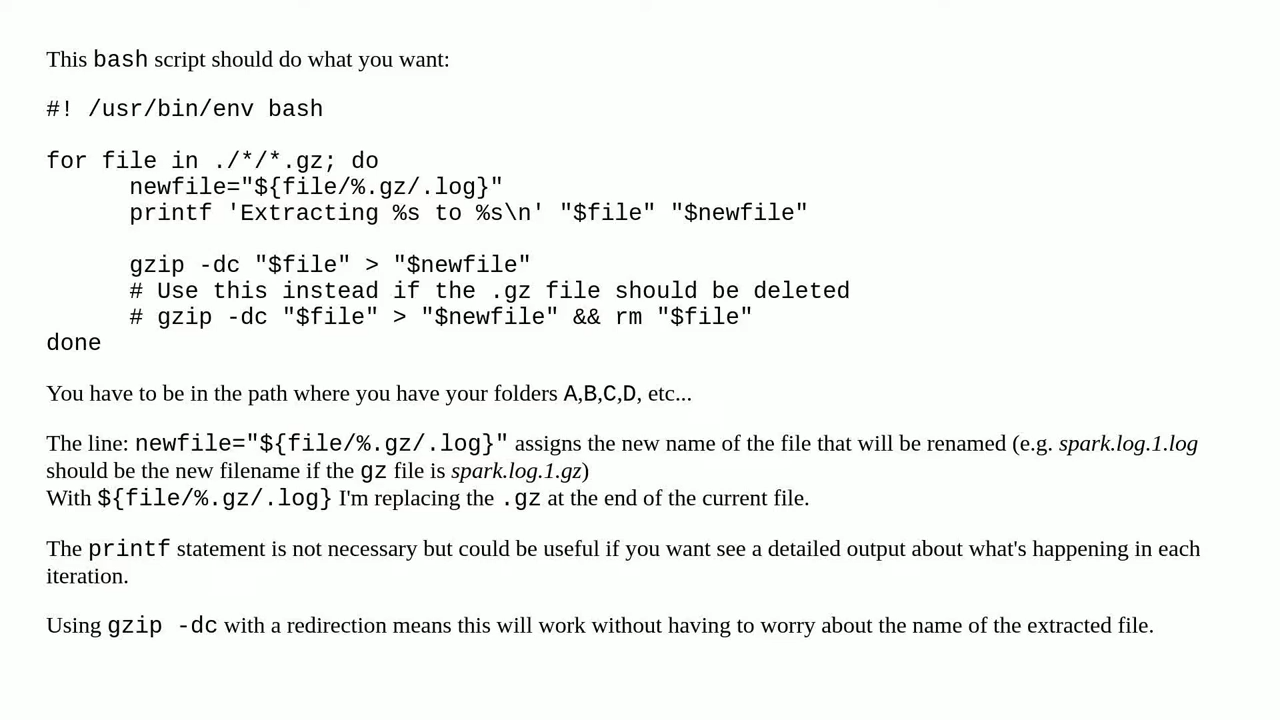 This bash script should do what you want:
#! /usr/bin/env bash
for file in ./*/*.gz; do
newfile="${file/%.gz/.log}"
printf 'Extracting %s to %s\n' "$file" "$newfile"
gzip -dc "$file" > "$newfile"
# Use this instead if the .gz file should be deleted
# gzip -dc "$file" > "$newfile" && rm "$file"
done
You have to be in the path where you have your folders A,B,C,D, etc...
The line: newfile="${file/%.gz/.log}" assigns the new name of the file that will be renamed (e.g. spark.log.1.log
should be the new filename if the gz file is spark.log.1.gz)
With ${file/%.gz/.log} I'm replacing the .gz at the end of the current file.
The printf statement is not necessary but could be useful if you want see a detailed output about what's happening in each
iteration.
Using gzip -dc with a redirection means this will work without having to worry about the name of the extracted file.